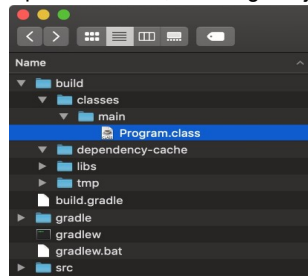 Name
build
classes
main
Program.class
dependency-cache
libs
tmp
build.gradle
gradle
gradlew
gradlew.bat
src